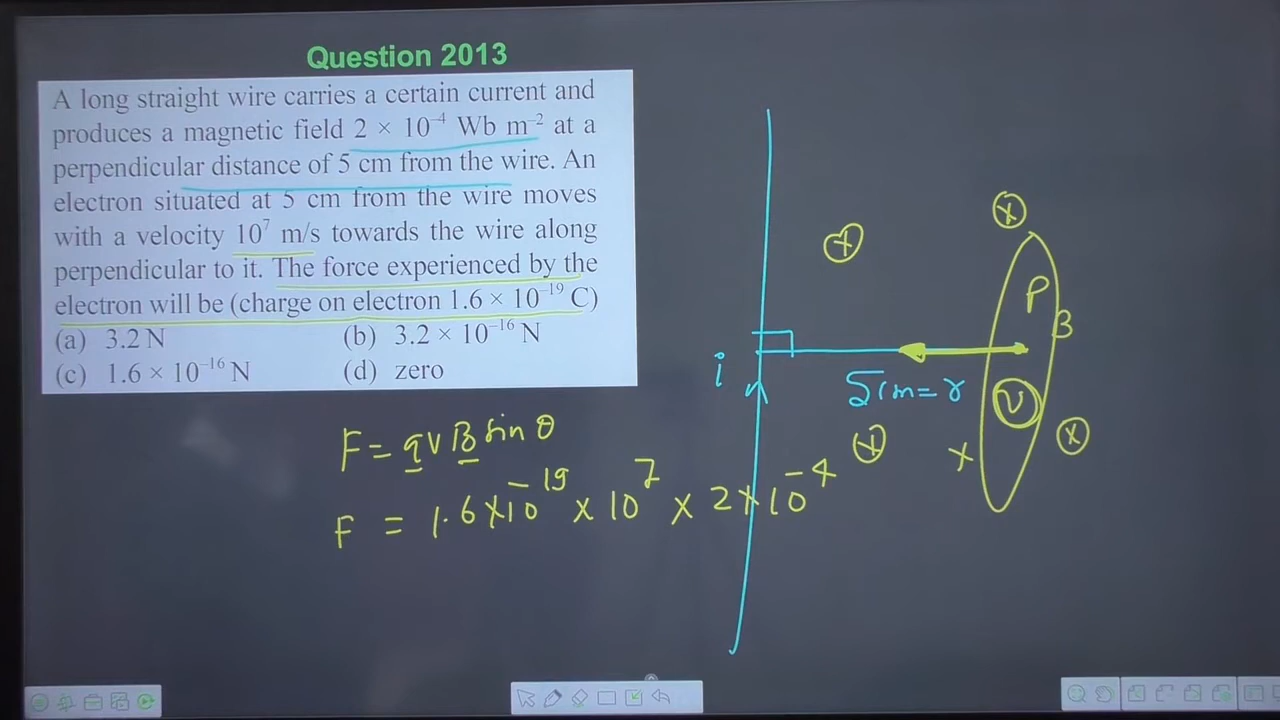 Question 2013
A long straight wire carries a certain current and
produces a magnetic field 2 × 10⁻⁴ Wb m⁻² at a
perpendicular distance of 5 cm from the wire. An
electron situated at 5 cm from the wire moves
with a velocity 10⁷ m/s towards the wire along
perpendicular to it. The force experienced by the
electron will be (charge on electron 1.6 × 10⁻¹⁹ C)
(a) 3.2 N (b) 3.2 × 10⁻¹⁶ N
(c) 1.6 × 10⁻¹⁶ N (d) zero
F = qvB sin θ
F = 1.6 × 10⁻¹⁹ × 10⁷ × 2 × 10⁻⁴
i
5cm = r
P
B
V
x
x
x
x
x